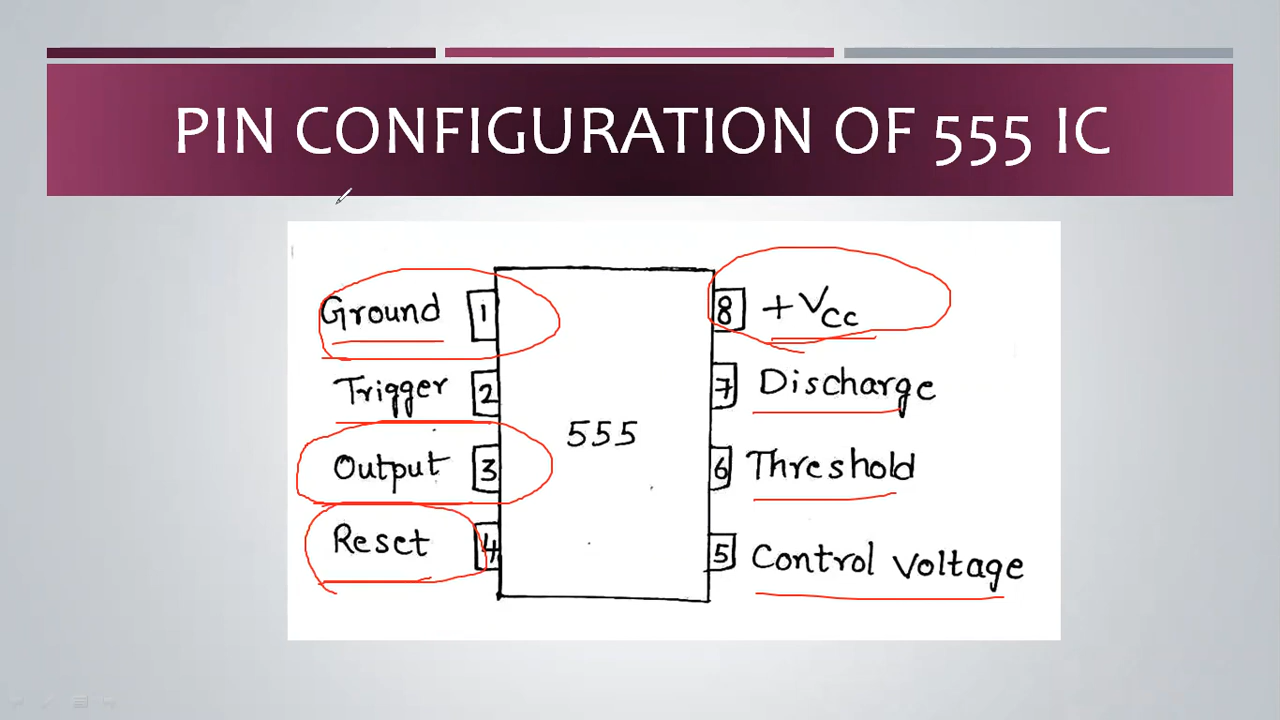 PIN CONFIGURATION OF 555 IC
Ground 1
8 +Vcc
Trigger 2
7 Discharge
555
Output 3
6 Threshold
Reset 4
5 Control Voltage